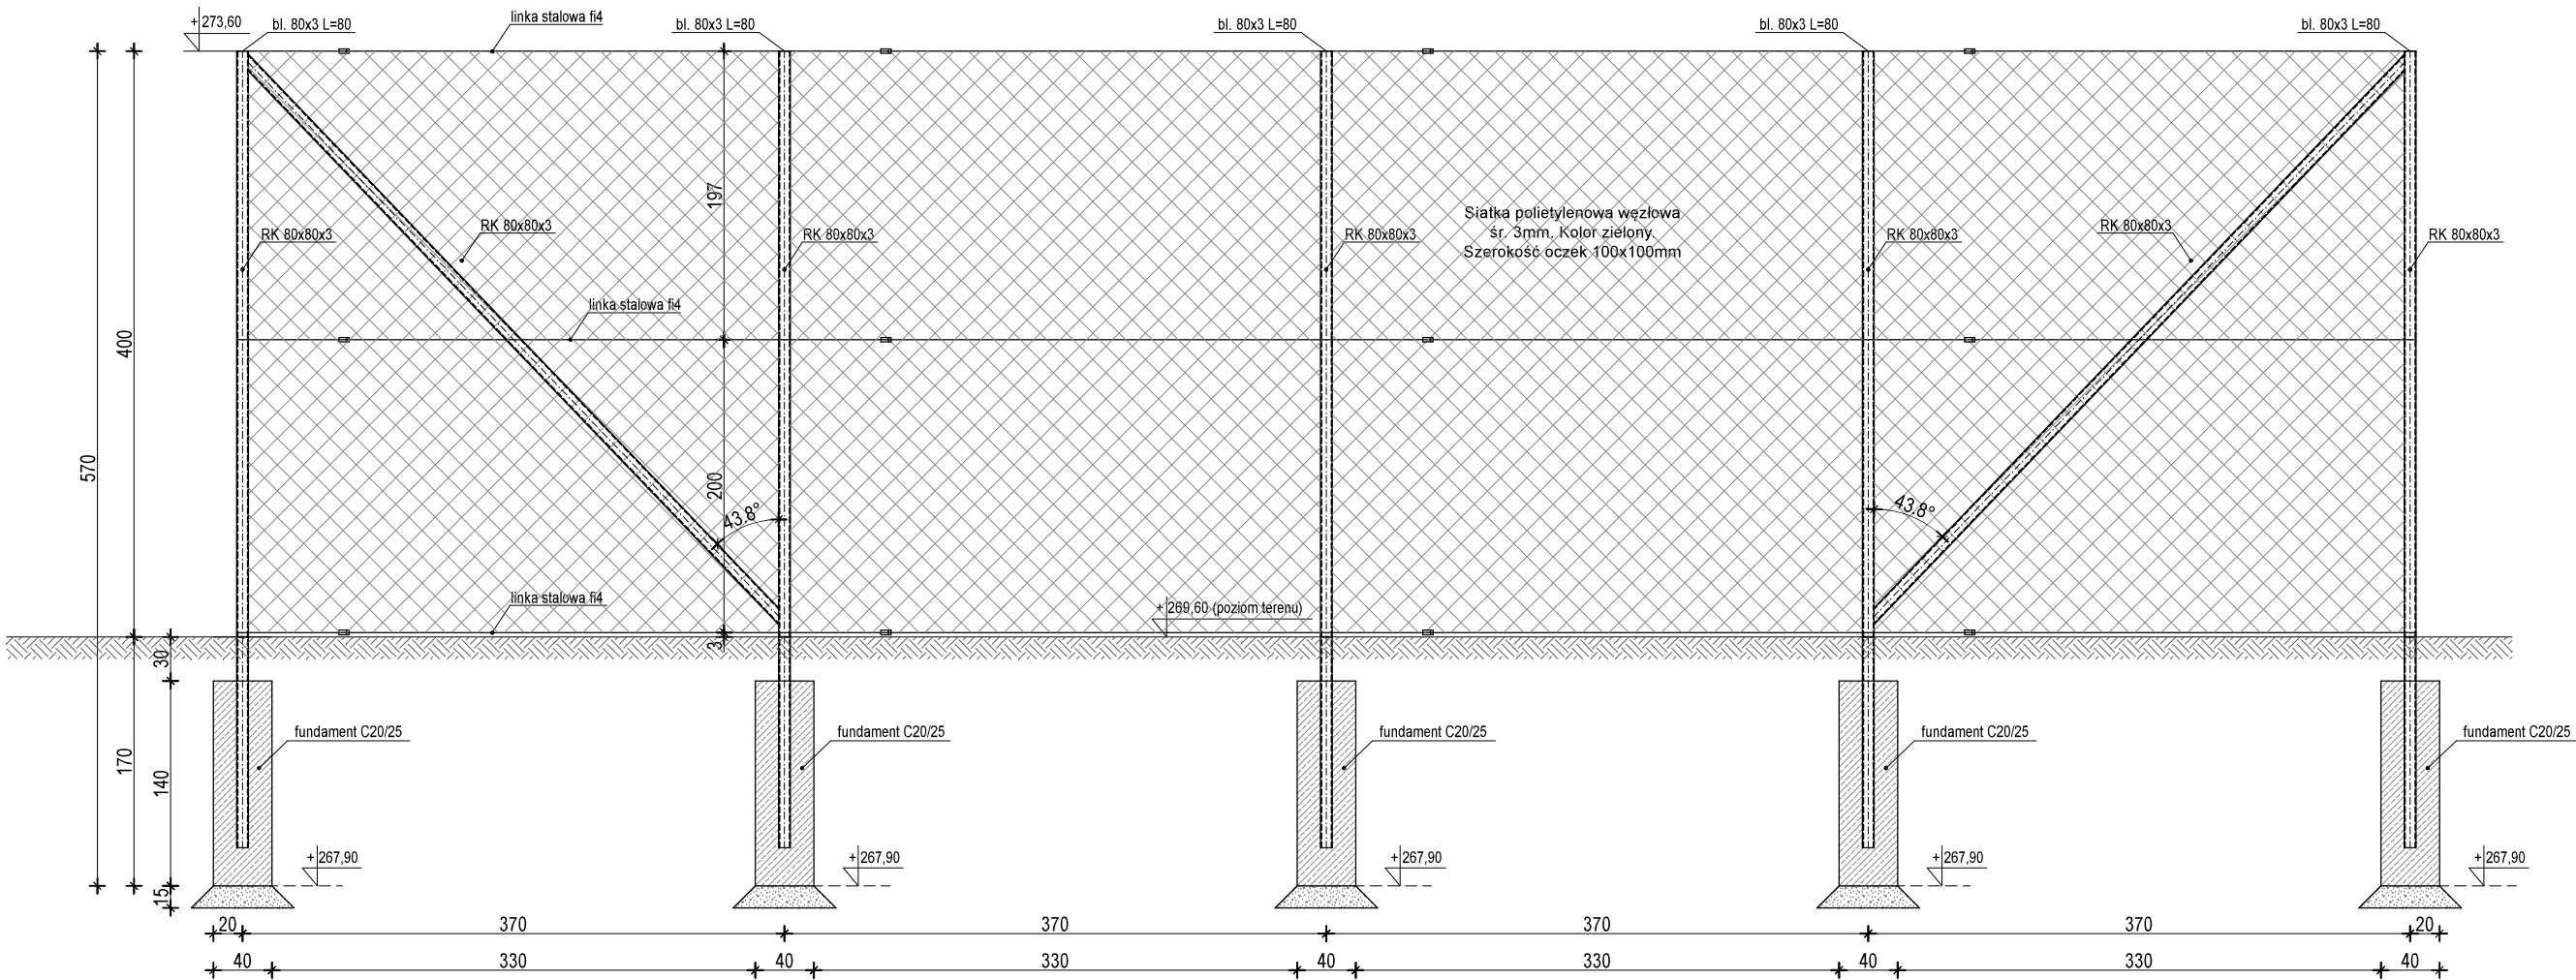 +273,60
bl. 80x3 L=80
linka stalowa fi4
bl. 80x3 L=80
bl. 80x3 L=80
bl. 80x3 L=80
bl. 80x3 L=80
197
Siatka polietylenowa węzłowa
śr. 3mm. Kolor zielony.
Szerokość oczek 100x100mm
RK 80x80x3
RK 80x80x3
RK 80x80x3
RK 80x80x3
RK 80x80x3
RK 80x80x3
RK 80x80x3
linka stalowa fi4
400
570
200
43.8°
43.8°
linka stalowa fi4
+269,60 (poziom terenu)
3
30
fundament C20/25
fundament C20/25
fundament C20/25
fundament C20/25
fundament C20/25
170
140
+267,90
+267,90
+267,90
+267,90
+267,90
15
20 370 370 370 370 20
40 330 40 330 40 330 40 330 40